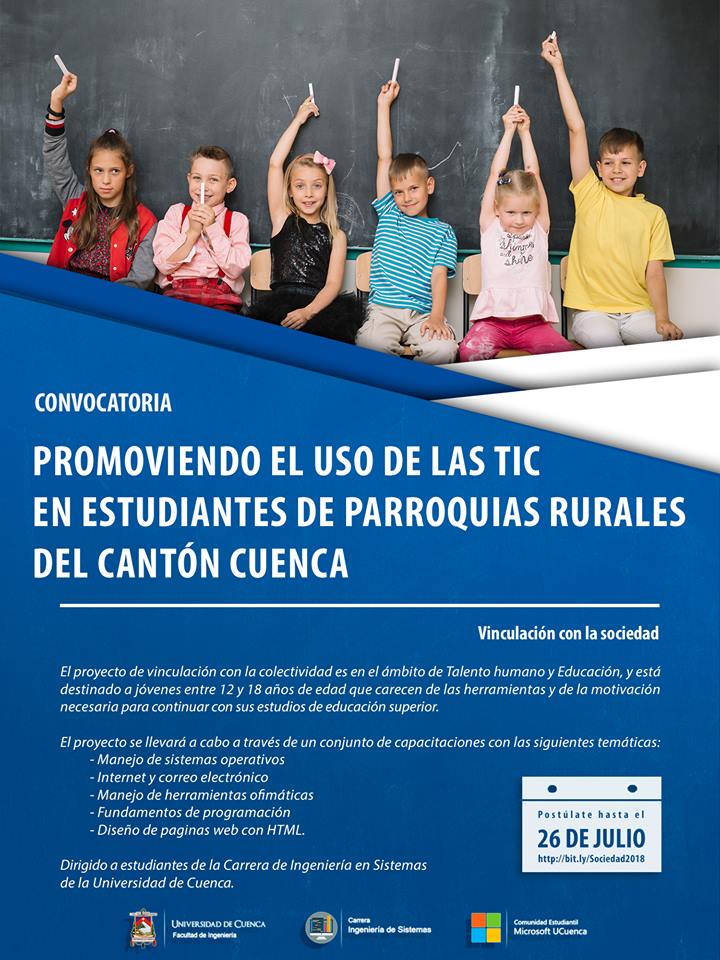 CONVOCATORIA
PROMOVIENDO EL USO DE LAS TIC
EN ESTUDIANTES DE PARROQUIAS RURALES
DEL CANTÓN CUENCA
Vinculación con la sociedad
El proyecto de vinculación con la colectividad es en el ámbito de Talento humano y Educación, y está
destinado a jóvenes entre 12 y 18 años de edad que carecen de las herramientas y de la motivación
necesaria para continuar con sus estudios de educación superior.
El proyecto se llevará a cabo a través de un conjunto de capacitaciones con las siguientes temáticas:
- Manejo de sistemas operativos
- Internet y correo electrónico
- Manejo de herramientas ofimáticas
- Fundamentos de programación
- Diseño de paginas web con HTML.
Postúlate hasta el
26 DE JULIO
http://bit.ly/Sociedad2018
Dirigido a estudiantes de la Carrera de Ingeniería en Sistemas
de la Universidad de Cuenca.
UNIVERSIDAD DE CUENCA
Facultad de Ingeniería
Carrera
Ingeniería de Sistemas
Comunidad Estudiantil
Microsoft UCuenca